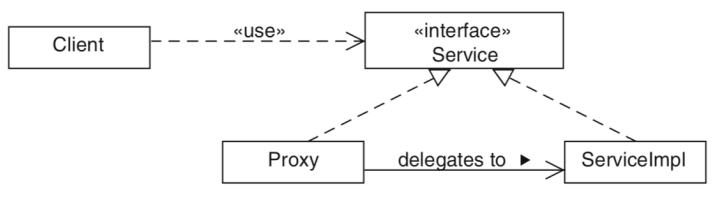 Client
«use»
«interface»
Service
Proxy
delegates to ▶
ServiceImpl